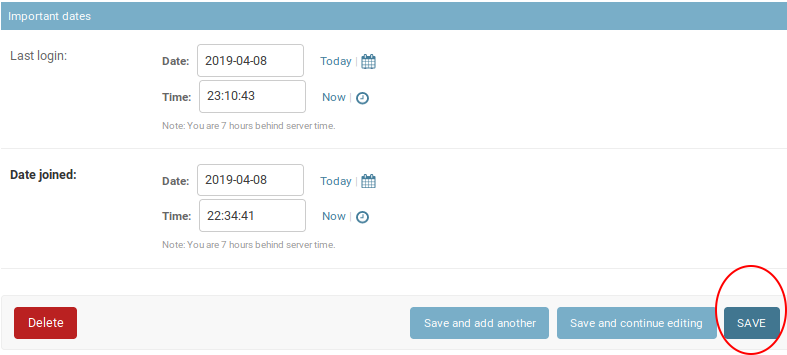 Important dates
Last login:
Date: 2019-04-08 Today |
Time: 23:10:43 Now |
Note: You are 7 hours behind server time.
Date joined:
Date: 2019-04-08 Today |
Time: 22:34:41 Now |
Note: You are 7 hours behind server time.
Delete Save and add another Save and continue editing SAVE